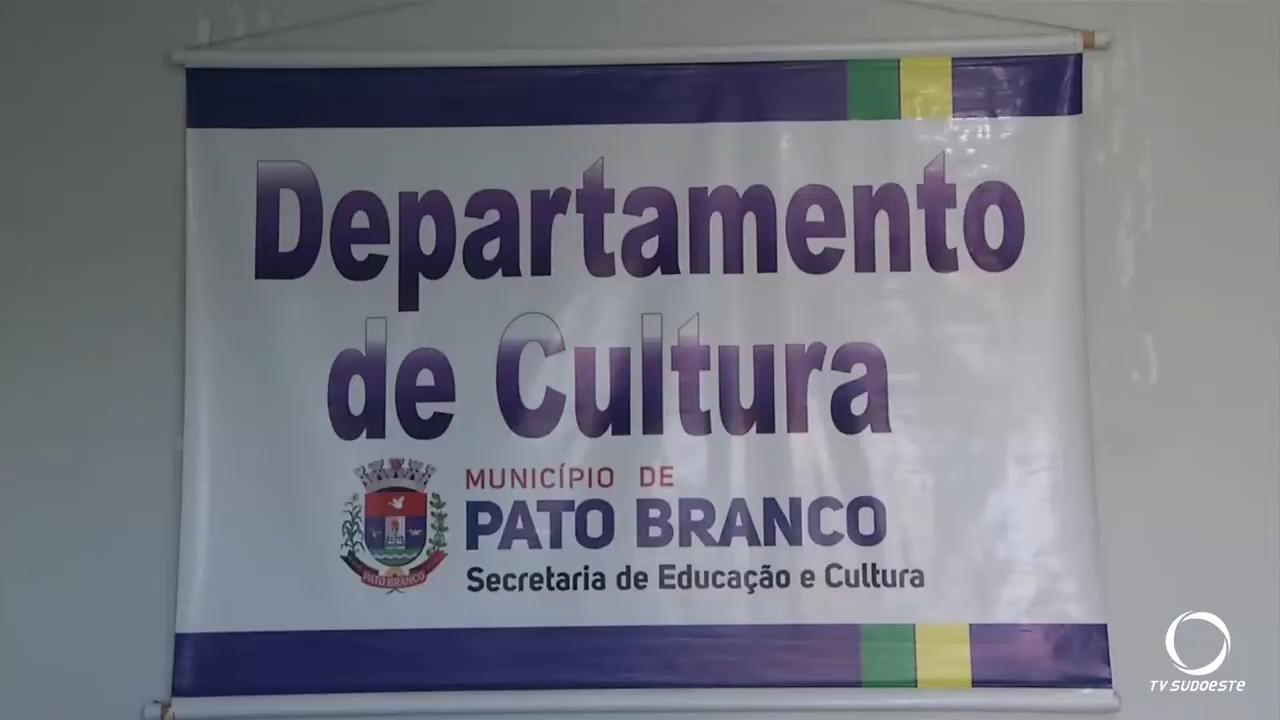 Departamento
de Cultura
MUNICÍPIO DE
PATO BRANCO
Secretaria de Educação e Cultura
PATO BRANCO
TV SUDOESTE